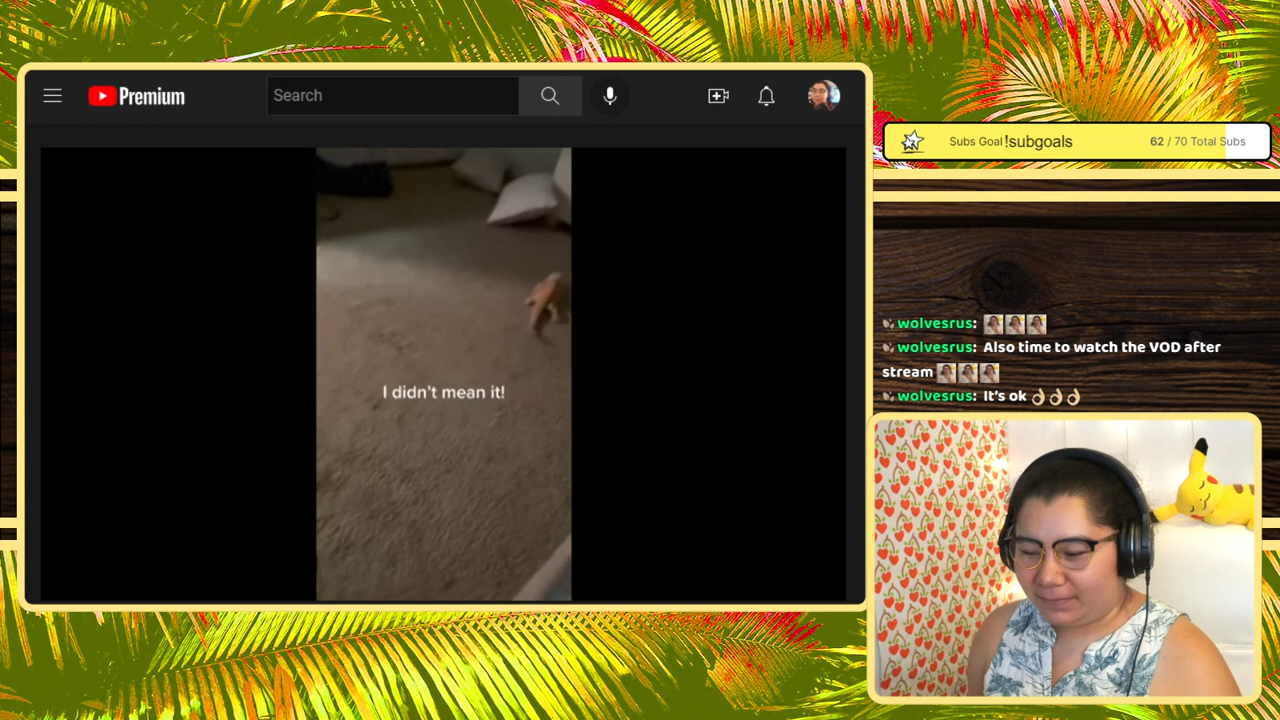 Premium
Search
Subs Goal !subgoals 62 / 70 Total Subs
I didn't mean it!
wolvesrus:
wolvesrus: Also time to watch the VOD after
stream
wolvesrus: It's ok 👌🏼👌🏼👌🏼